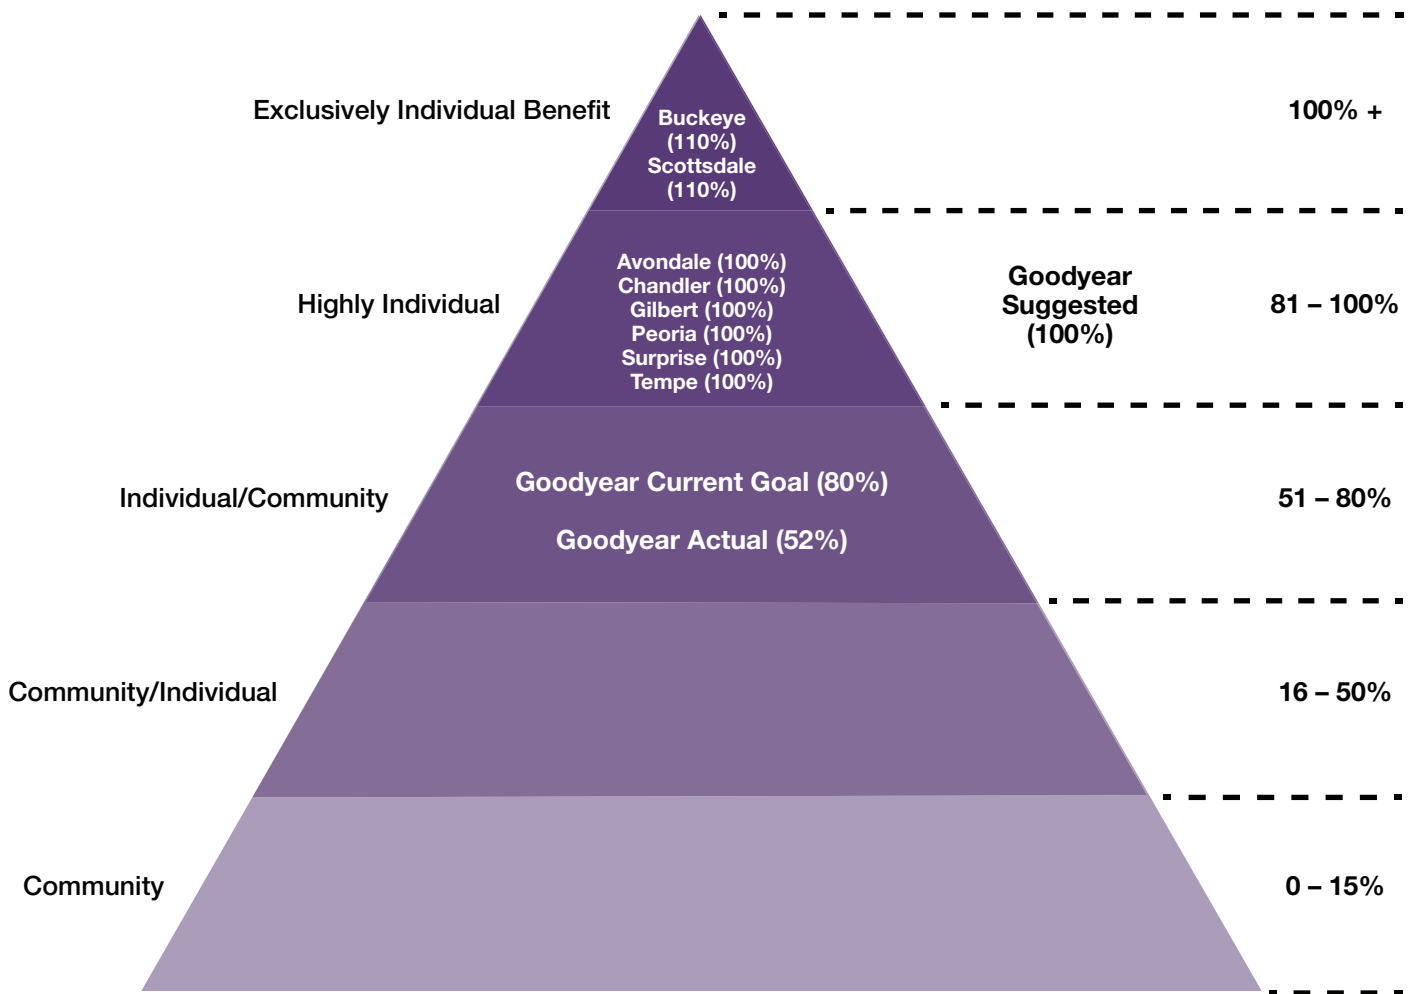 Exclusively Individual Benefit
Buckeye
(110%)
Scottsdale
(110%)
100% +
Highly Individual
Avondale (100%)
Chandler (100%)
Gilbert (100%)
Peoria (100%)
Surprise (100%)
Tempe (100%)
Goodyear
Suggested
(100%)
81 – 100%
Individual/Community
Goodyear Current Goal (80%)
Goodyear Actual (52%)
51 – 80%
Community/Individual
16 – 50%
Community
0 – 15%